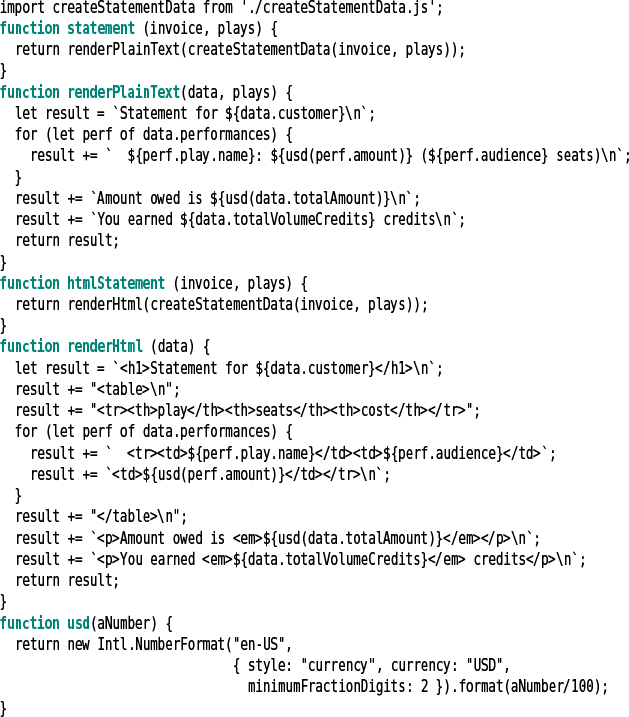 import createStatementData from './createStatementData.js';
function statement (invoice, plays) {
  return renderPlainText(createStatementData(invoice, plays));
}
function renderPlainText(data, plays) {
  let result = `Statement for ${data.customer}\n`;
  for (let perf of data.performances) {
    result += `  ${perf.play.name}: ${usd(perf.amount)} (${perf.audience} seats)\n`;
  }
  result += `Amount owed is ${usd(data.totalAmount)}\n`;
  result += `You earned ${data.totalVolumeCredits} credits\n`;
  return result;
}
function htmlStatement (invoice, plays) {
  return renderHtml(createStatementData(invoice, plays));
}
function renderHtml (data) {
  let result = `<h1>Statement for ${data.customer}</h1>\n`;
  result += "<table>\n";
  result += "<tr><th>play</th><th>seats</th><th>cost</th></tr>";
  for (let perf of data.performances) {
    result += `  <tr><td>${perf.play.name}</td><td>${perf.audience}</td>`;
    result += `<td>${usd(perf.amount)}</td></tr>\n`;
  }
  result += "</table>\n";
  result += `<p>Amount owed is <em>${usd(data.totalAmount)}</em></p>\n`;
  result += `<p>You earned <em>${data.totalVolumeCredits}</em> credits</p>\n`;
  return result;
}
function usd(aNumber) {
  return new Intl.NumberFormat("en-US",
                               { style: "currency", currency: "USD",
                                 minimumFractionDigits: 2 }).format(aNumber/100);
}